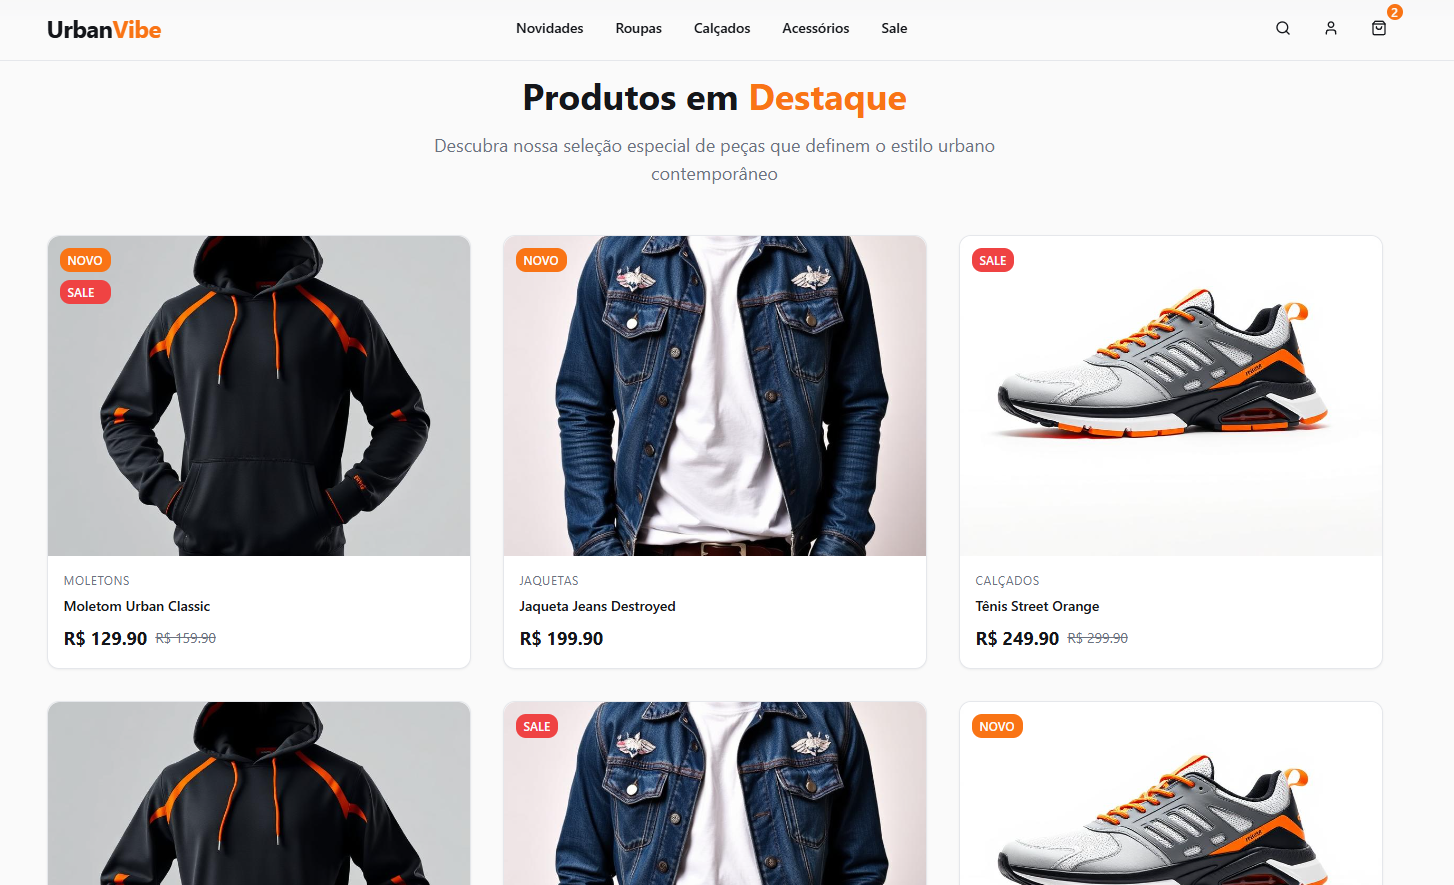 UrbanVibe
Novidades
Roupas
Calçados
Acessórios
Sale
2
Produtos em Destaque
Descubra nossa seleção especial de peças que definem o estilo urbano
contemporâneo
NOVO
SALE
MOLETONS
Moletom Urban Classic
R$ 129.90 R$ 159.90
NOVO
JAQUETAS
Jaqueta Jeans Destroyed
R$ 199.90
SALE
CALÇADOS
Tênis Street Orange
R$ 249.90 R$ 299.90
SALE
NOVO